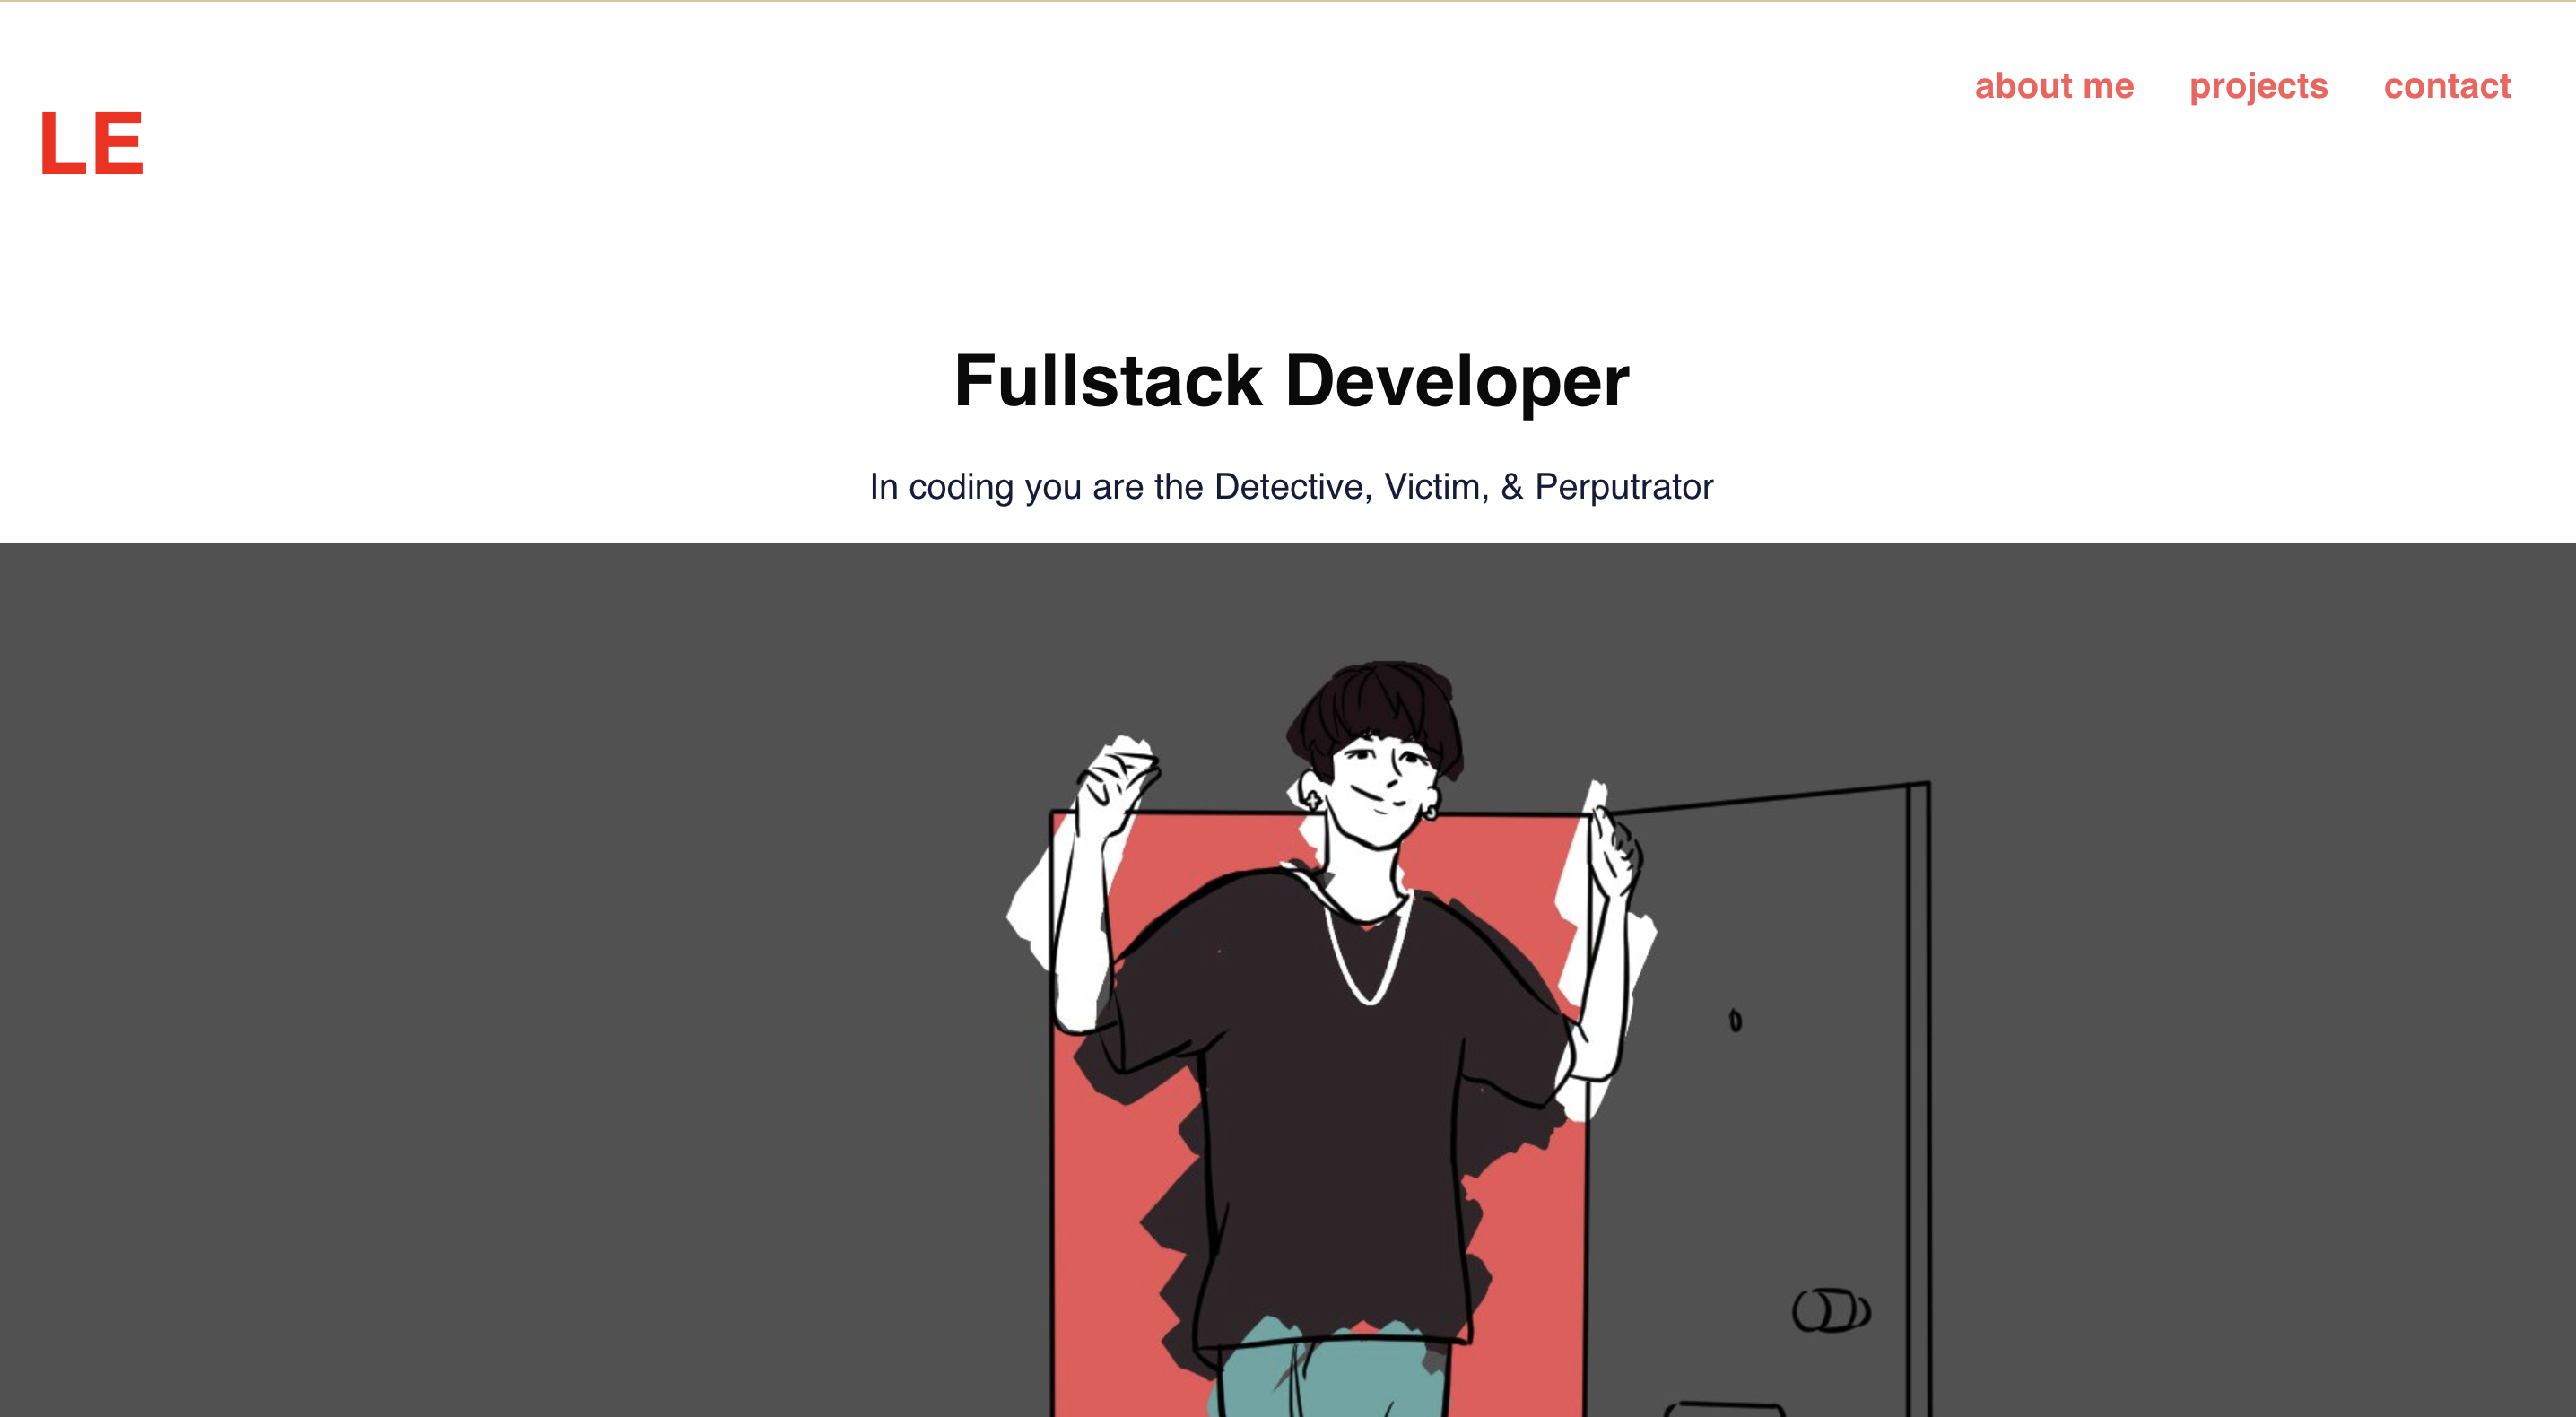 about me projects contact
LE
Fullstack Developer
In coding you are the Detective, Victim, & Perputrator